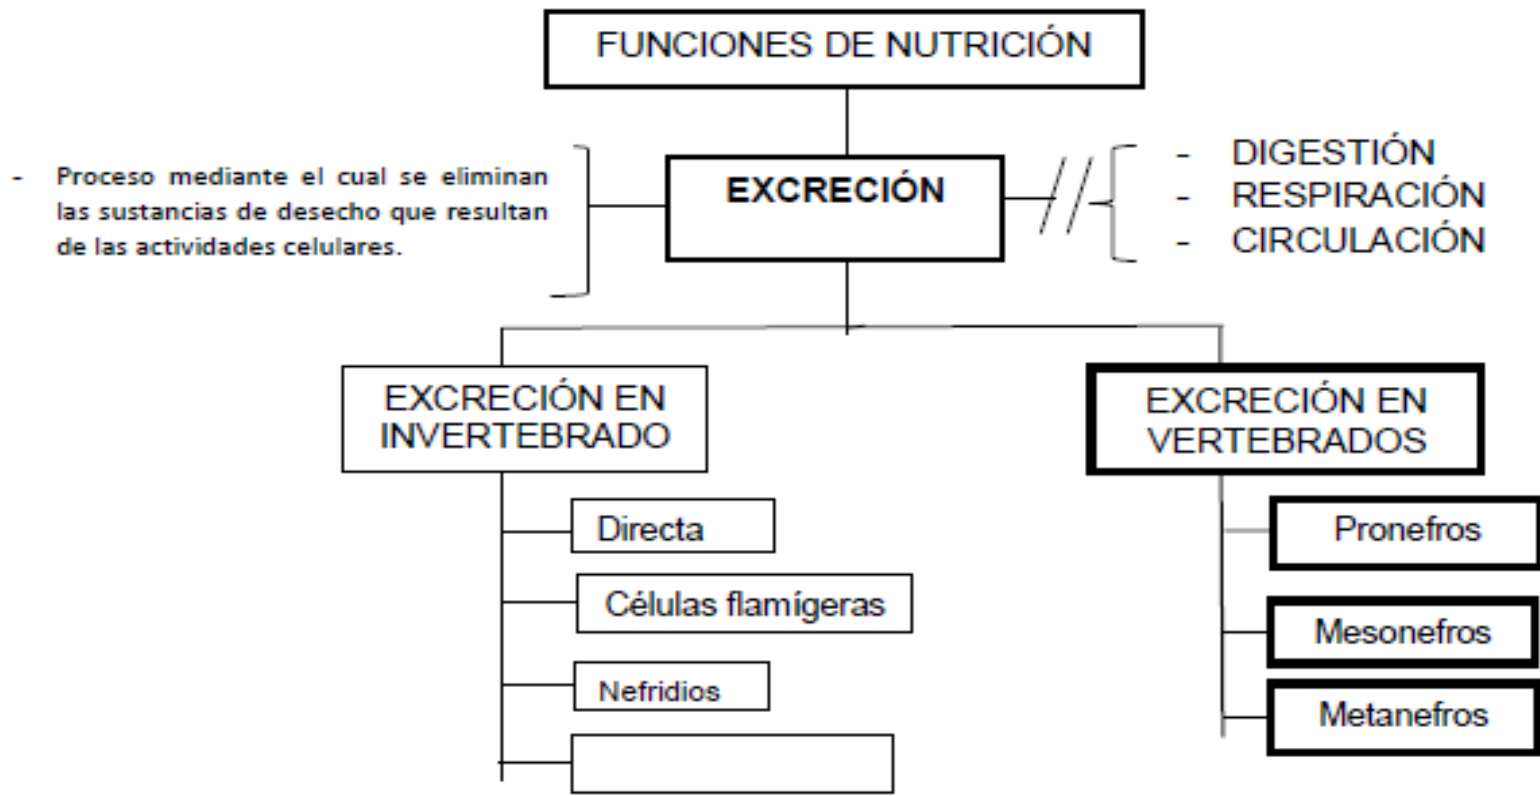 FUNCIONES DE NUTRICIÓN
- Proceso mediante el cual se eliminan
las sustancias de desecho que resultan
de las actividades celulares.
EXCRECIÓN
- DIGESTIÓN
- RESPIRACIÓN
- CIRCULACIÓN
EXCRECIÓN EN
INVERTEBRADO
Directa
Células flamígeras
Nefridios
EXCRECIÓN EN
VERTEBRADOS
Pronefros
Mesonefros
Metanefros